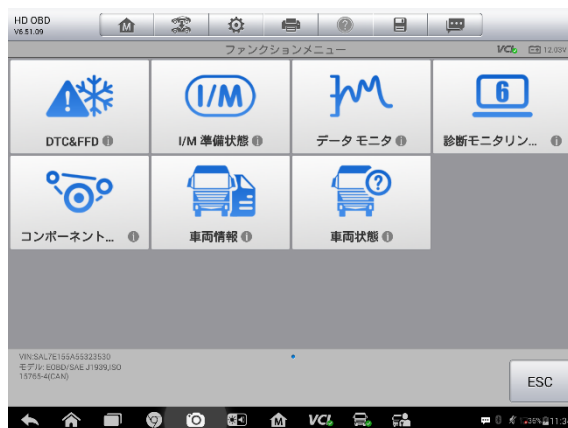 HD OBD
V6.51.09
ファンクションメニュー
VCI 12.03V
I/M
6
DTC&FFD
I/M 準備状態
データ モニタ
診断モニタリン...
コンポーネント...
車両情報
車両状態
VIN:SAL7E155A55323530
モデル: EOBD/SAE J1939,ISO
15765-4(CAN)
ESC
VCI
36%